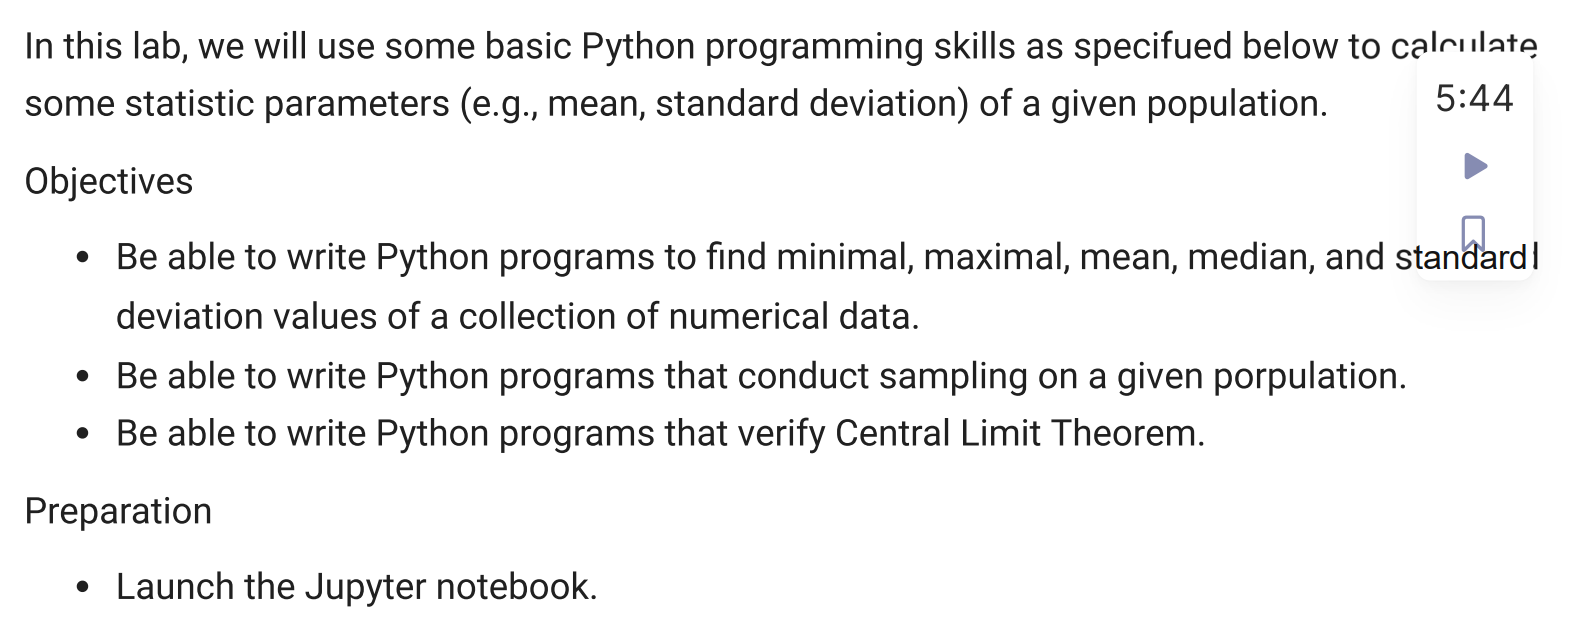 In this lab, we will use some basic Python programming skills as specifued below to calculate
some statistic parameters (e.g., mean, standard deviation) of a given population.
5:44
Objectives
• Be able to write Python programs to find minimal, maximal, mean, median, and standard
deviation values of a collection of numerical data.
• Be able to write Python programs that conduct sampling on a given porpulation.
• Be able to write Python programs that verify Central Limit Theorem.
Preparation
• Launch the Jupyter notebook.